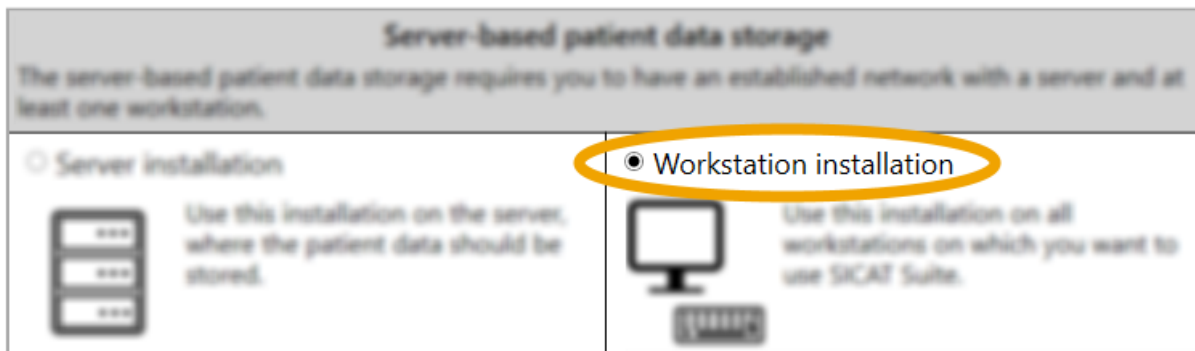 Server-based patient data storage
The server-based patient data storage requires you to have an established network with a server and at
least one workstation.
Server installation
Workstation installation
Use this installation on the server,
where the patient data should be
stored.
Use this installation on all
workstations on which you want to
use SICAT Suite.